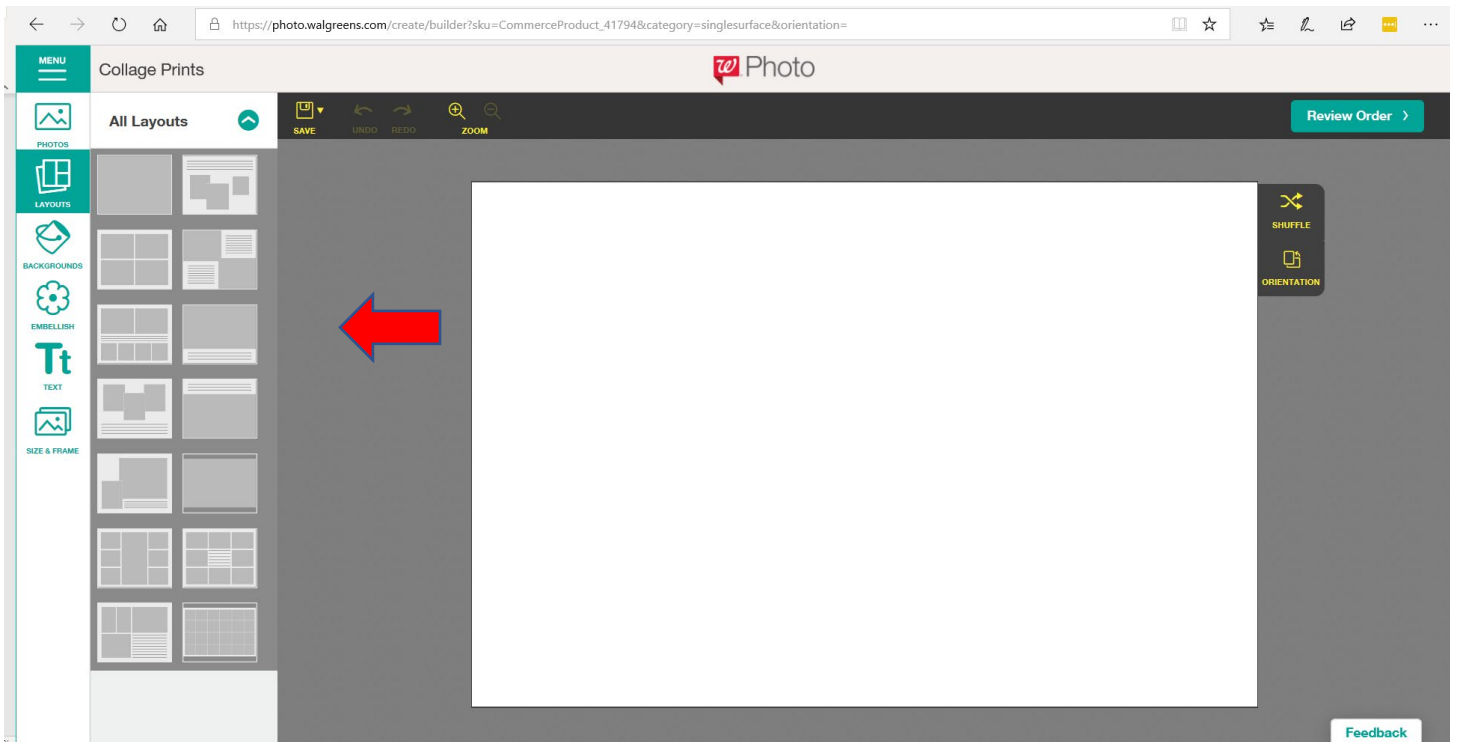 https://photo.walgreens.com/create/builder?sku=CommerceProduct_41794&category=singlesurface&orientation=
MENU
Collage Prints
Photo
PHOTOS
All Layouts
SAVE
UNDO
REDO
ZOOM
Review Order
LAYOUTS
SHUFFLE
BACKGROUNDS
ORIENTATION
EMBELLISH
Tt
TEXT
SIZE & FRAME
Feedback